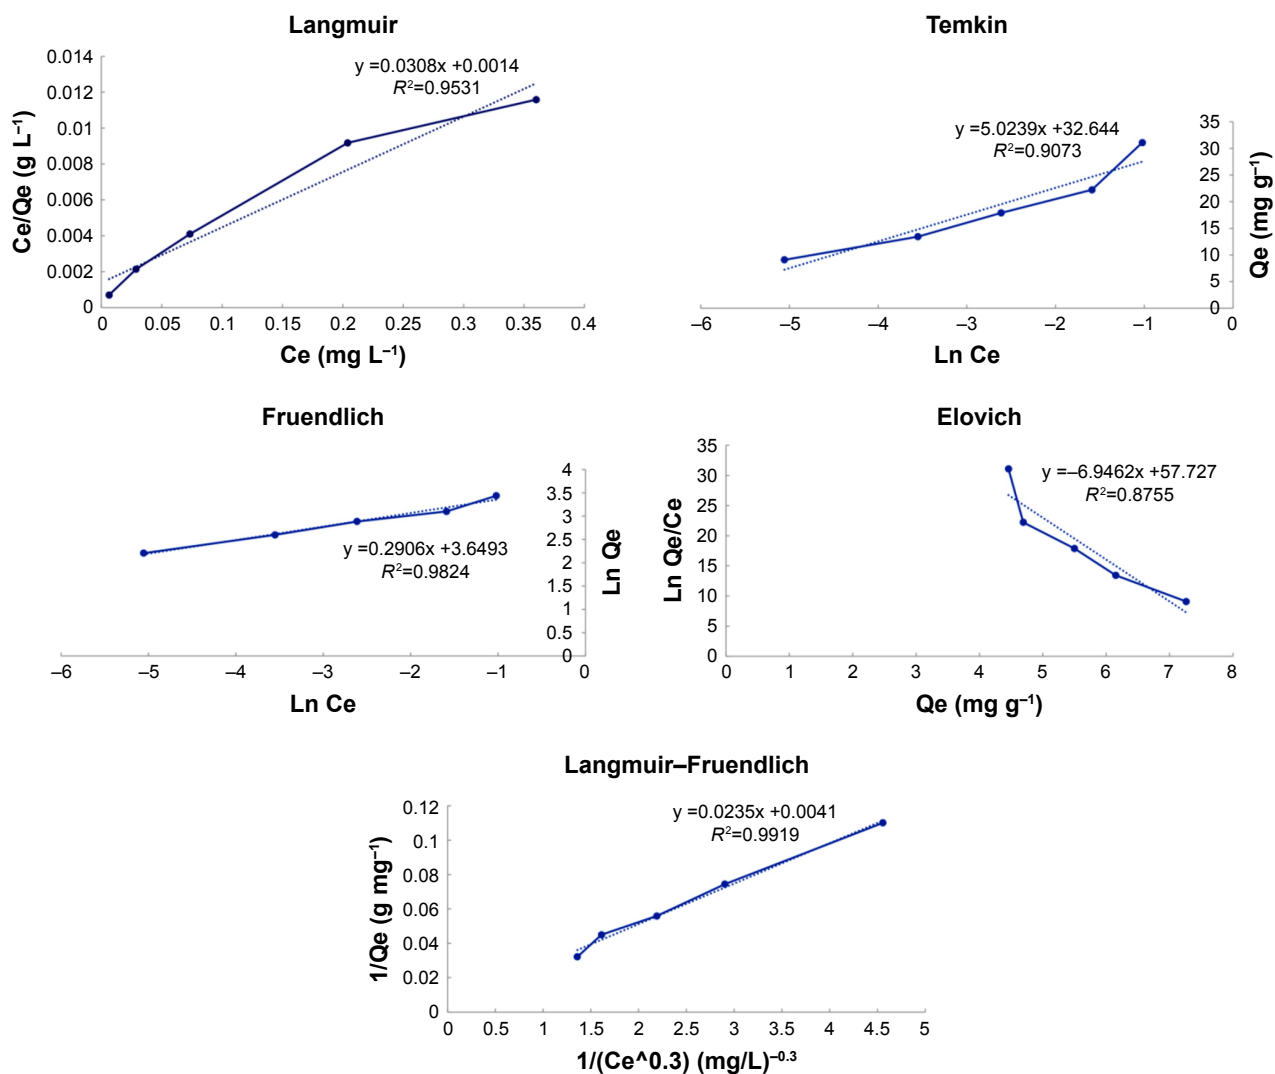 Langmuir
y =0.0308x +0.0014
R²=0.9531
Ce/Qe (g L⁻¹)
0.014
0.012
0.01
0.008
0.006
0.004
0.002
0
0 0.05 0.1 0.15 0.2 0.25 0.3 0.35 0.4
Ce (mg L⁻¹)
Temkin
y =5.0239x +32.644
R²=0.9073
35
30
25
20
15
10
5
0
Qe (mg g⁻¹)
–6 –5 –4 –3 –2 –1 0
Ln Ce
Fruendlich
y =0.2906x +3.6493
R²=0.9824
4
3.5
3
2.5
2
1.5
1
0.5
0
Ln Qe
–6 –5 –4 –3 –2 –1 0
Ln Ce
Elovich
y =–6.9462x +57.727
R²=0.8755
Ln Qe/Ce
35
30
25
20
15
10
5
0
0 1 2 3 4 5 6 7 8
Qe (mg g⁻¹)
Langmuir–Fruendlich
y =0.0235x +0.0041
R²=0.9919
1/Qe (g mg⁻¹)
0.12
0.1
0.08
0.06
0.04
0.02
0
0 0.5 1 1.5 2 2.5 3 3.5 4 4.5 5
1/(Ce^0.3) (mg/L)⁻⁰·³